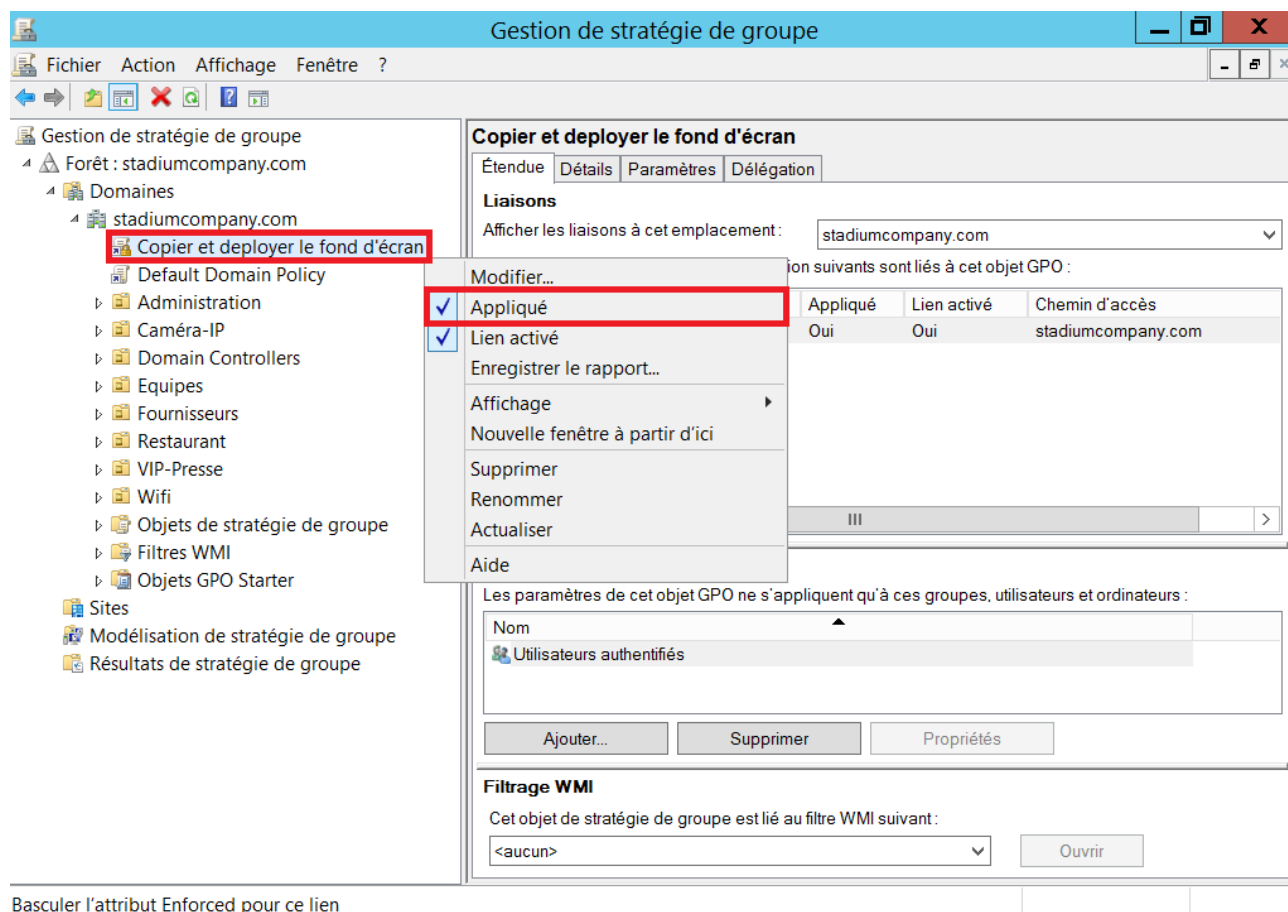 Gestion de stratégie de groupe
Fichier Action Affichage Fenêtre ?
Gestion de stratégie de groupe
Forêt : stadiumcompany.com
Domaines
stadiumcompany.com
Copier et deployer le fond d'écran
Default Domain Policy
Administration
Caméra-IP
Domain Controllers
Equipes
Fournisseurs
Restaurant
VIP-Presse
Wifi
Objets de stratégie de groupe
Filtres WMI
Objets GPO Starter
Sites
Modélisation de stratégie de groupe
Résultats de stratégie de groupe
Modifier...
Appliqué
Lien activé
Enregistrer le rapport...
Affichage
Nouvelle fenêtre à partir d'ici
Supprimer
Renommer
Actualiser
Aide
Copier et deployer le fond d'écran
Étendue Détails Paramètres Délégation
Liaisons
Afficher les liaisons à cet emplacement : stadiumcompany.com
suivants sont liés à cet objet GPO :
Appliqué Lien activé Chemin d'accès
Oui Oui stadiumcompany.com
Les paramètres de cet objet GPO ne s'appliquent qu'à ces groupes, utilisateurs et ordinateurs :
Nom
Utilisateurs authentifiés
Ajouter... Supprimer Propriétés
Filtrage WMI
Cet objet de stratégie de groupe est lié au filtre WMI suivant :
<aucun> Ouvrir
Basculer l'attribut Enforced pour ce lien